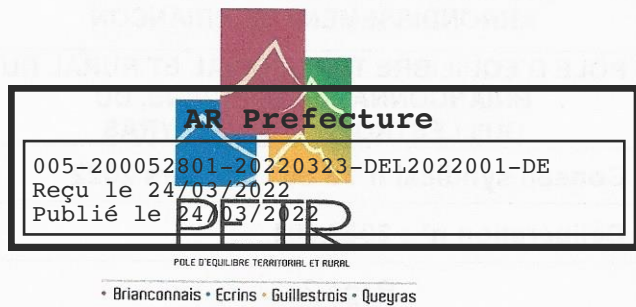 AR Prefecture
005-200052801-20220323-DEL2022001-DE
Reçu le 24/03/2022
Publié le 24/03/2022
PETR
POLE D'EQUILIBRE TERRITORIAL ET RURAL
• Brianconnais • Ecrins • Guillestrois • Queyras